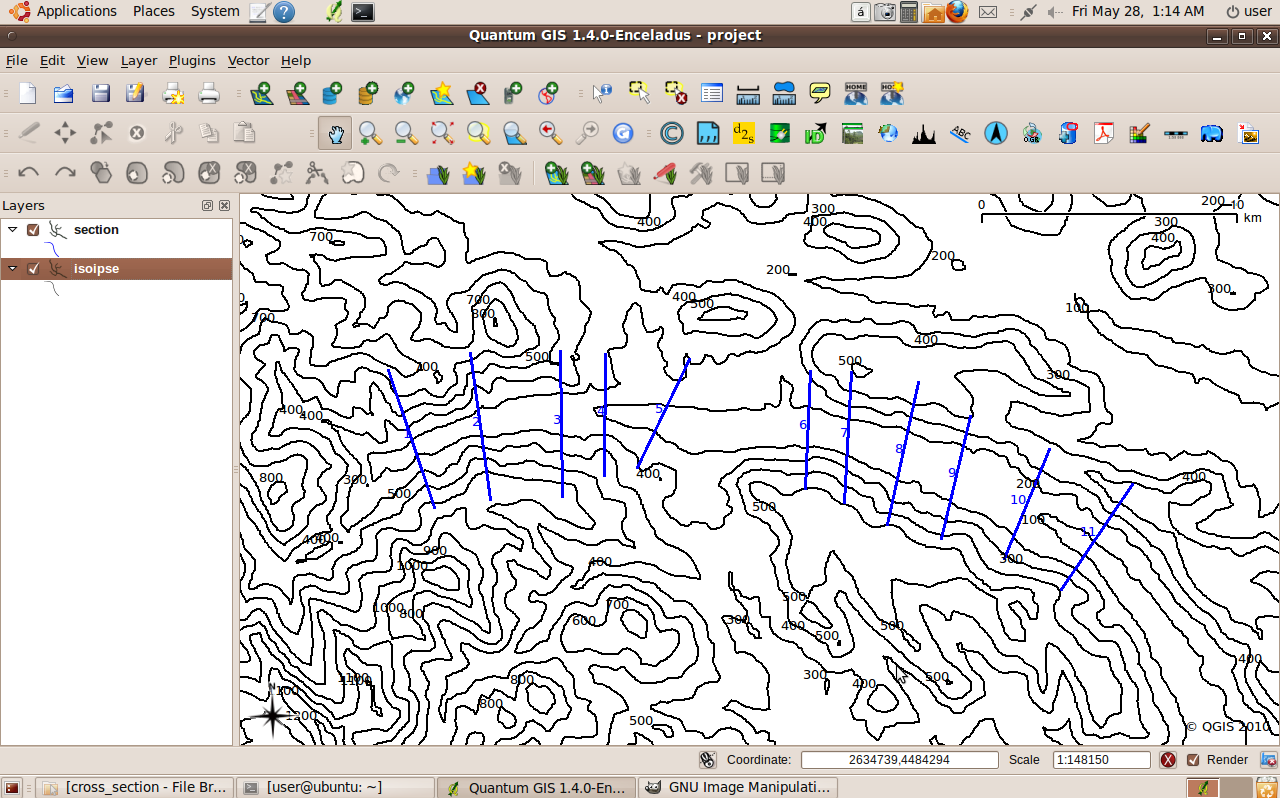 Applications Places System á Fri May 28, 1:14 AM user
Quantum GIS 1.4.0-Enceladus - project
File Edit View Layer Plugins Vector Help
Layers
section
isoipse
0 200 10
km
400 300 400 300 400
700 200 200
300
700 800 400 500 100
700
400
500 700 500 300
400 400
1 2 3 4 5 6 7 8 9 10 11
800 300 500 400 500 200 400
100
400 400 900 1000 400 300
1000 800 700 600 300 500 400 500 500
300 400 500 400
1100 1100 800 800 500
N 100
1200
© QGIS 2010
Coordinate: 2634739,4484294 Scale 1:148150 Render
[cross_section - File Br... [user@ubuntu: ~] Quantum GIS 1.4.0-En... GNU Image Manipulati...